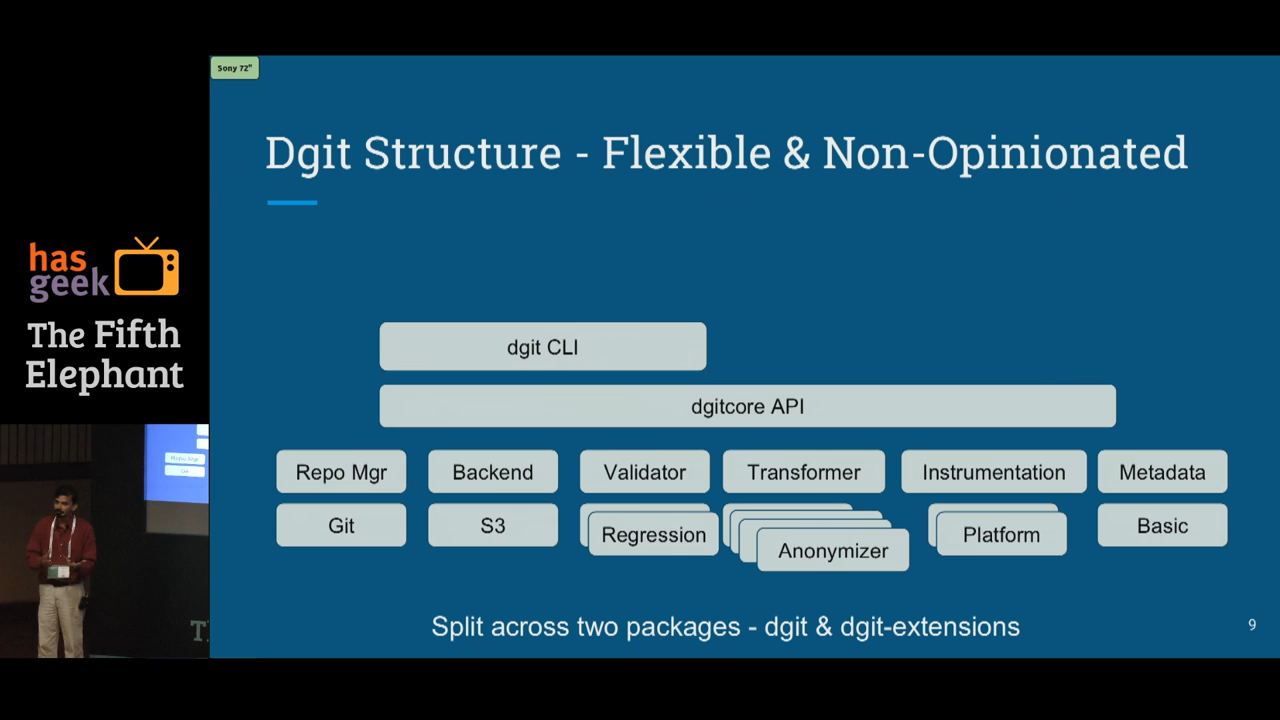 Sony 72"
Dgit Structure - Flexible & Non-Opinionated
has
geek
The Fifth
Elephant
dgit CLI
dgitcore API
Repo Mgr
Backend
Validator
Transformer
Instrumentation
Metadata
Git
S3
Regression
Anonymizer
Platform
Basic
Split across two packages - dgit & dgit-extensions
9